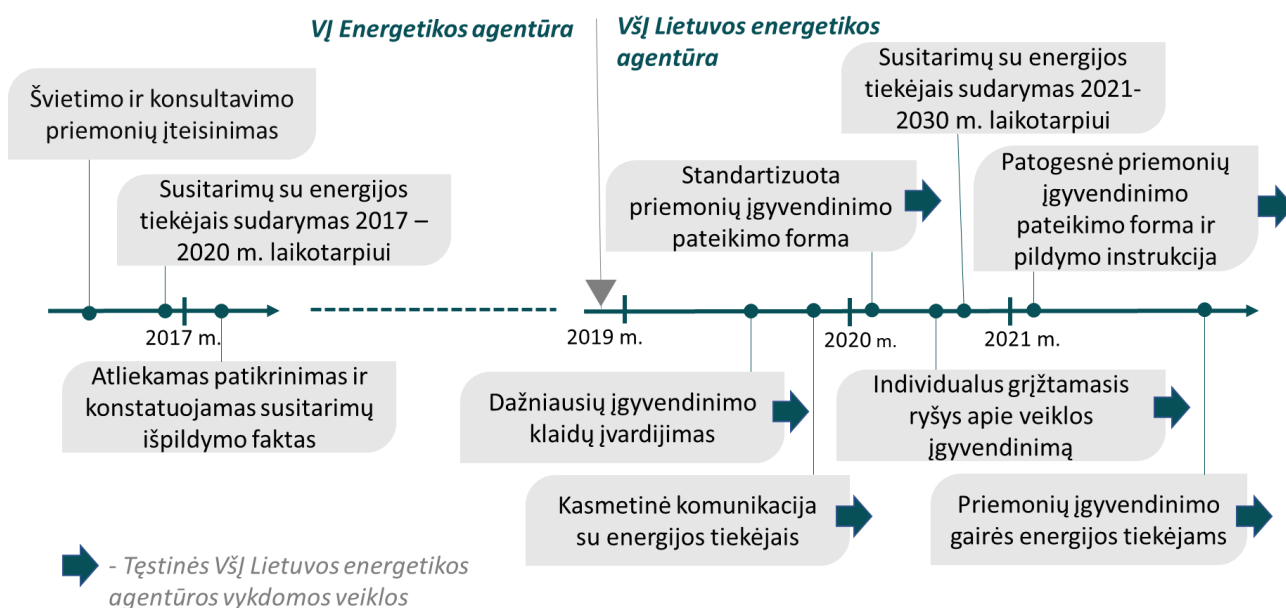 VĮ Energetikos agentūra
VšĮ Lietuvos energetikos
agentūra
Švietimo ir konsultavimo
priemonių įteisinimas
Susitarimų su energijos
tiekėjais sudarymas 2017 –
2020 m. laikotarpiui
Susitarimų su energijos
tiekėjais sudarymas 2021-
2030 m. laikotarpiui
Standartizuota
priemonių įgyvendinimo
pateikimo forma
Patogesnė priemonių
įgyvendinimo
pateikimo forma ir
pildymo instrukcija
2017 m.
2019 m.
2020 m.
2021 m.
Atliekamas patikrinimas ir
konstatuojamas susitarimų
išpildymo faktas
Dažniausių įgyvendinimo
klaidų įvardijimas
Individualus grįžtamasis
ryšys apie veiklos
įgyvendinimą
Kasmetinė komunikacija
su energijos tiekėjais
Priemonių įgyvendinimo
gairės energijos tiekėjams
- Tęstinės VšĮ Lietuvos energetikos
agentūros vykdomos veiklos